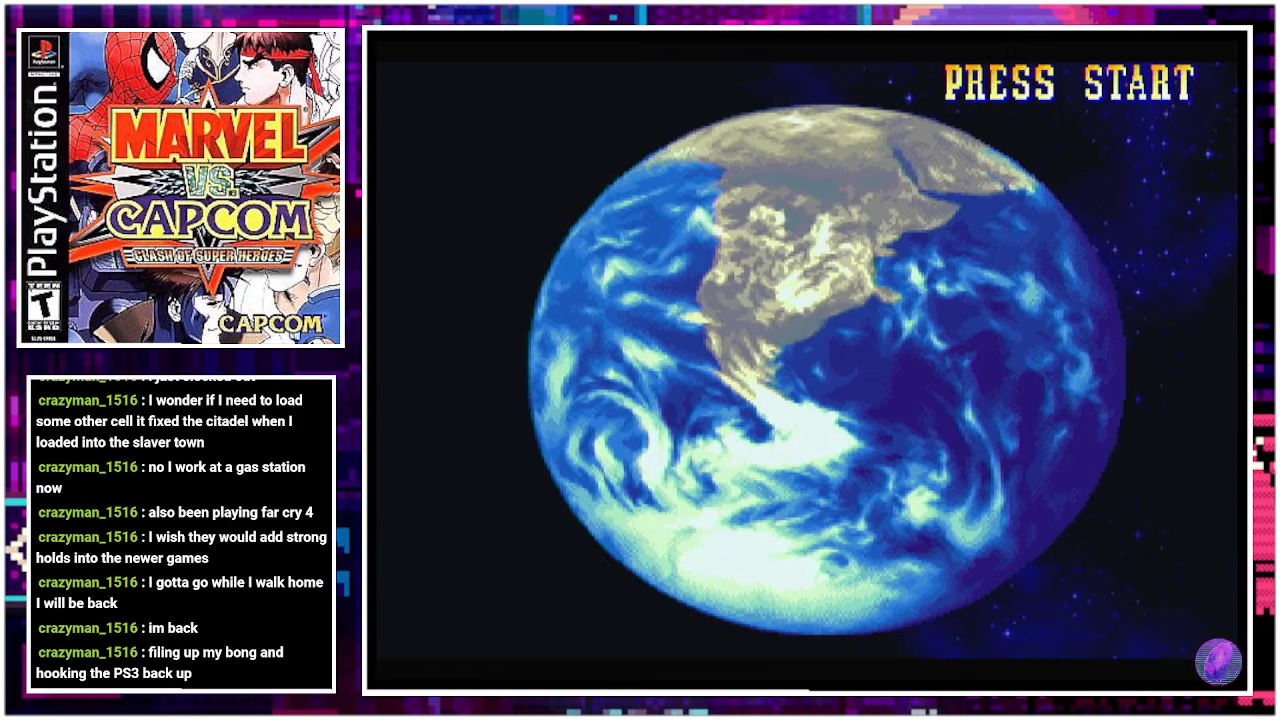 PlayStation
PlayStation
MARVEL
VS.
CAPCOM
CLASH OF SUPER HEROES
TEEN
T
ESRB
CAPCOM
PRESS START
crazyman_1516 : I wonder if I need to load
some other cell it fixed the citadel when I
loaded into the slaver town
crazyman_1516 : no I work at a gas station
now
crazyman_1516 : also been playing far cry 4
crazyman_1516 : I wish they would add strong
holds into the newer games
crazyman_1516 : I gotta go while I walk home
I will be back
crazyman_1516 : im back
crazyman_1516 : filing up my bong and
hooking the PS3 back up